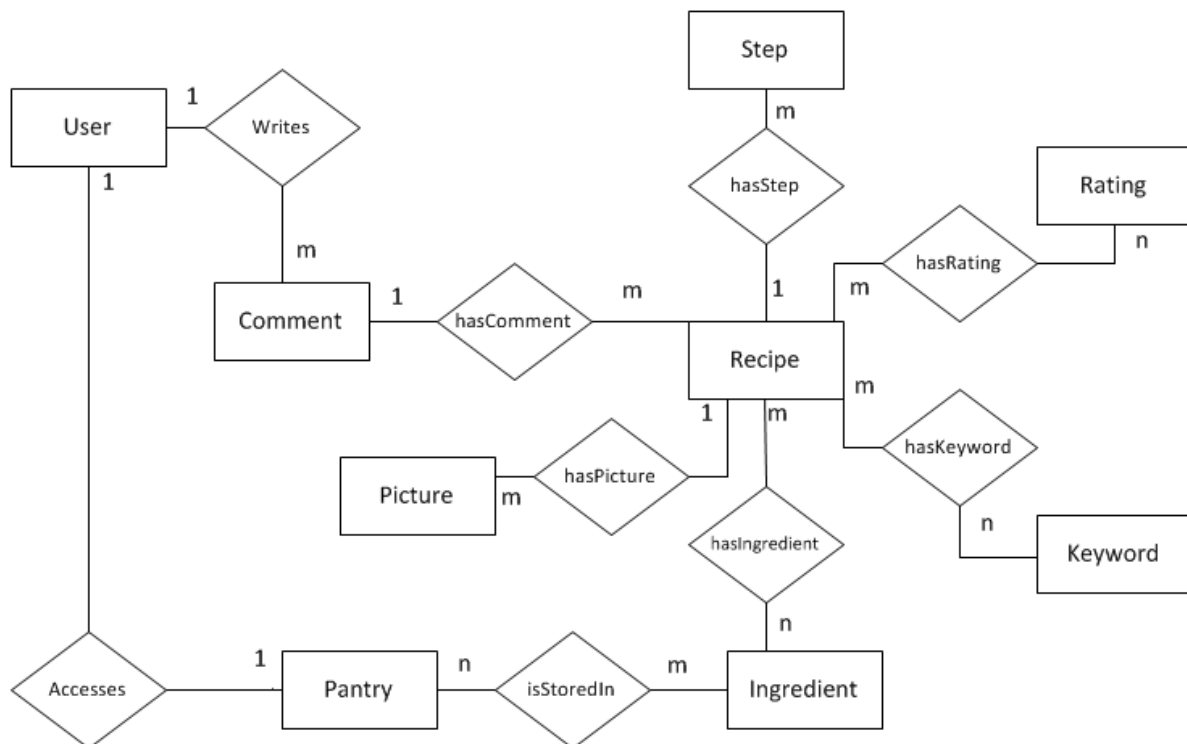 Step
1
User
Writes
m
1
hasStep
Rating
n
hasRating
m
m
1
m
1
Comment
hasComment
Recipe
m
1
m
hasKeyword
Picture
m
hasPicture
n
hasIngredient
Keyword
n
1
n
m
Accesses
Pantry
isStoredIn
Ingredient